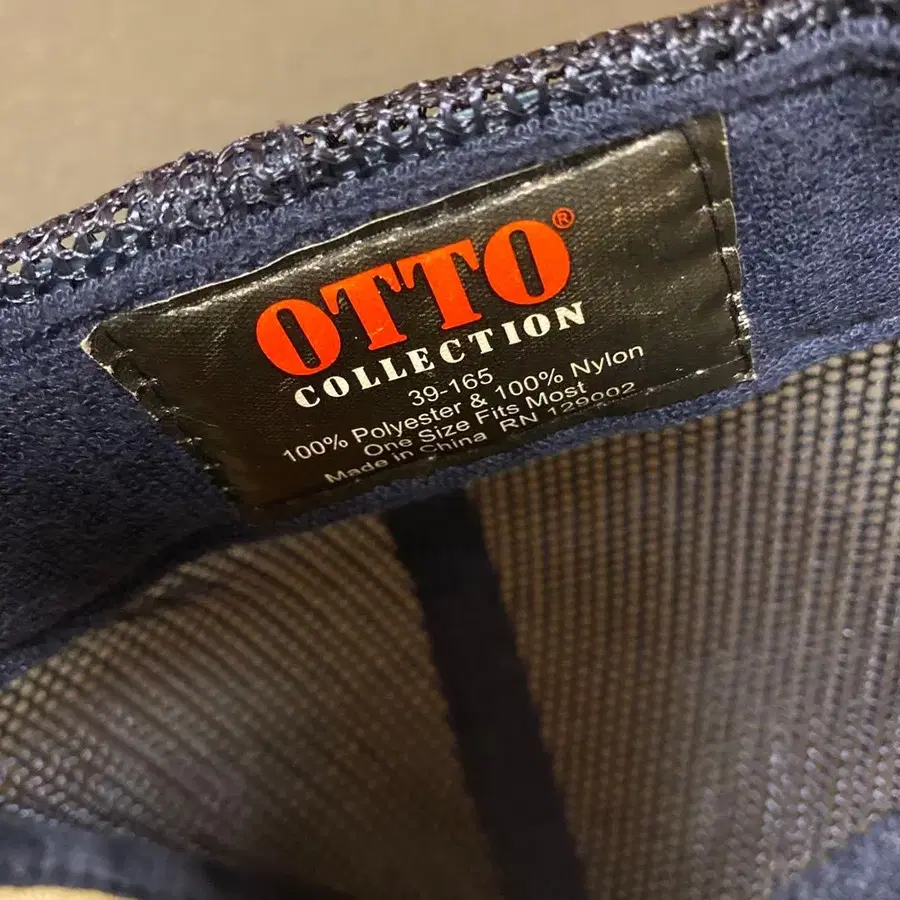 OTTO®
COLLECTION
39-165
100% Polyester & 100% Nylon
One Size Fits Most
Made in China RN 129002